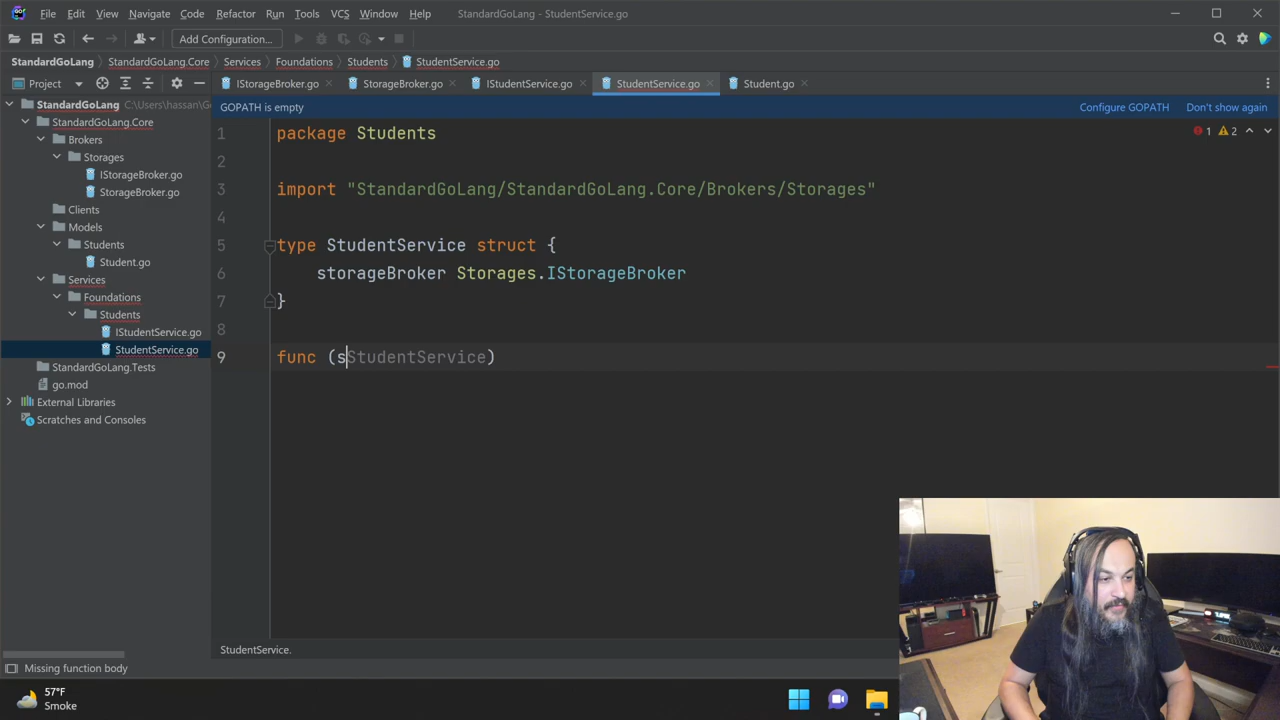 File Edit View Navigate Code Refactor Run Tools VCS Window Help StandardGoLang - StudentService.go
Add Configuration...
StandardGoLang StandardGoLang.Core Services Foundations Students StudentService.go
Project IStorageBroker.go StorageBroker.go IStudentService.go StudentService.go Student.go
StandardGoLang C:\Users\hassan\Go
GOPATH is empty Configure GOPATH Don't show again
StandardGoLang.Core
Brokers
Storages
IStorageBroker.go
StorageBroker.go
Clients
Models
Students
Student.go
Services
Foundations
Students
IStudentService.go
StudentService.go
StandardGoLang.Tests
go.mod
External Libraries
Scratches and Consoles
1 package Students
1 2
2
3 import "StandardGoLang/StandardGoLang.Core/Brokers/Storages"
4
5 type StudentService struct {
6 storageBroker Storages.IStorageBroker
7 }
8
9 func (sStudentService)
StudentService.
Missing function body
57°F
Smoke